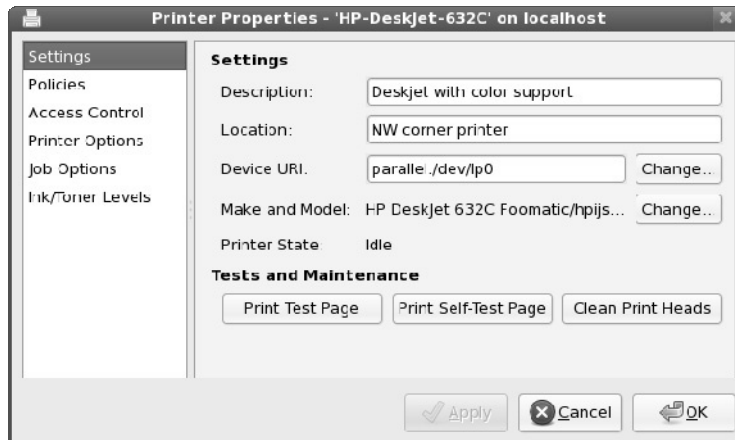 Printer Properties - 'HP-DeskJet-632C' on localhost
Settings
Policies
Access Control
Printer Options
Job Options
Ink/Toner Levels
Settings
Description: Deskjet with color support
Location: NW corner printer
Device URI: parallel:/dev/lp0 Change...
Make and Model: HP DeskJet 632C Foomatic/hpijs... Change...
Printer State: Idle
Tests and Maintenance
Print Test Page Print Self-Test Page Clean Print Heads
Apply Cancel OK